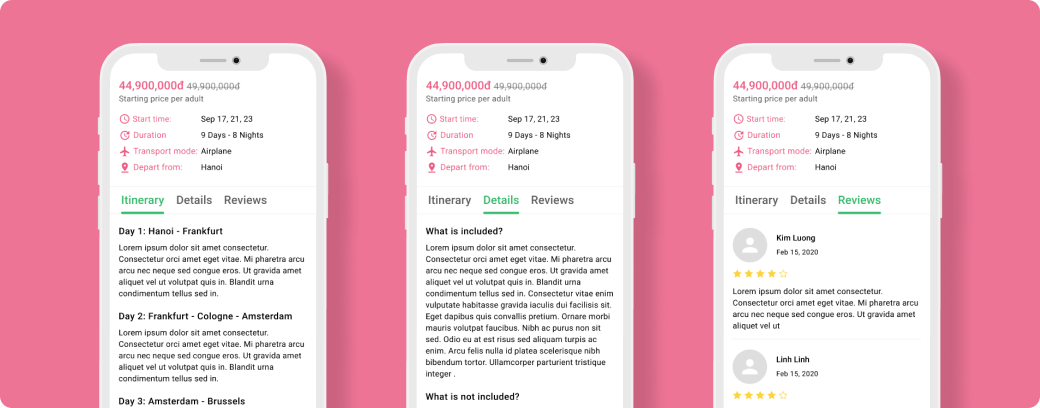 44,900,000đ 49,900,000đ
Starting price per adult
Start time: Sep 17, 21, 23
Duration 9 Days - 8 Nights
Transport mode: Airplane
Depart from: Hanoi
Itinerary Details Reviews
Day 1: Hanoi - Frankfurt
Lorem ipsum dolor sit amet consectetur.
Consectetur orci amet eget vitae. Mi pharetra arcu
arcu nec neque sed congue eros. Ut gravida amet
aliquet vel ut volutpat quis in. Blandit urna
condimentum tellus sed in.
Day 2: Frankfurt - Cologne - Amsterdam
Lorem ipsum dolor sit amet consectetur.
Consectetur orci amet eget vitae. Mi pharetra arcu
arcu nec neque sed congue eros. Ut gravida amet
aliquet vel ut volutpat quis in. Blandit urna
condimentum tellus sed in.
Day 3: Amsterdam - Brussels
44,900,000đ 49,900,000đ
Starting price per adult
Start time: Sep 17, 21, 23
Duration 9 Days - 8 Nights
Transport mode: Airplane
Depart from: Hanoi
Itinerary Details Reviews
What is included?
Lorem ipsum dolor sit amet consectetur.
Consectetur orci amet eget vitae. Mi pharetra arcu
arcu nec neque sed congue eros. Ut gravida amet
aliquet vel ut volutpat quis in. Blandit urna
condimentum tellus sed in. Consectetur vitae enim
vulputate habitasse gravida iaculis dui facilisis sit.
Eget dapibus quis convallis pretium. Ornare morbi
mauris volutpat faucibus. Nibh ac purus non sit
sed. Odio eu at est risus sed aliquam turpis ac
enim. Arcu felis nulla id platea scelerisque nibh
bibendum tortor. Ullamcorper parturient tristique
integer .
What is not included?
44,900,000đ 49,900,000đ
Starting price per adult
Start time: Sep 17, 21, 23
Duration 9 Days - 8 Nights
Transport mode: Airplane
Depart from: Hanoi
Itinerary Details Reviews
Kim Luong
Feb 15, 2020
Lorem ipsum dolor sit amet consectetur.
Consectetur orci amet eget vitae. Mi pharetra arcu
arcu nec neque sed congue eros. Ut gravida amet
aliquet vel ut
Linh Linh
Feb 15, 2020